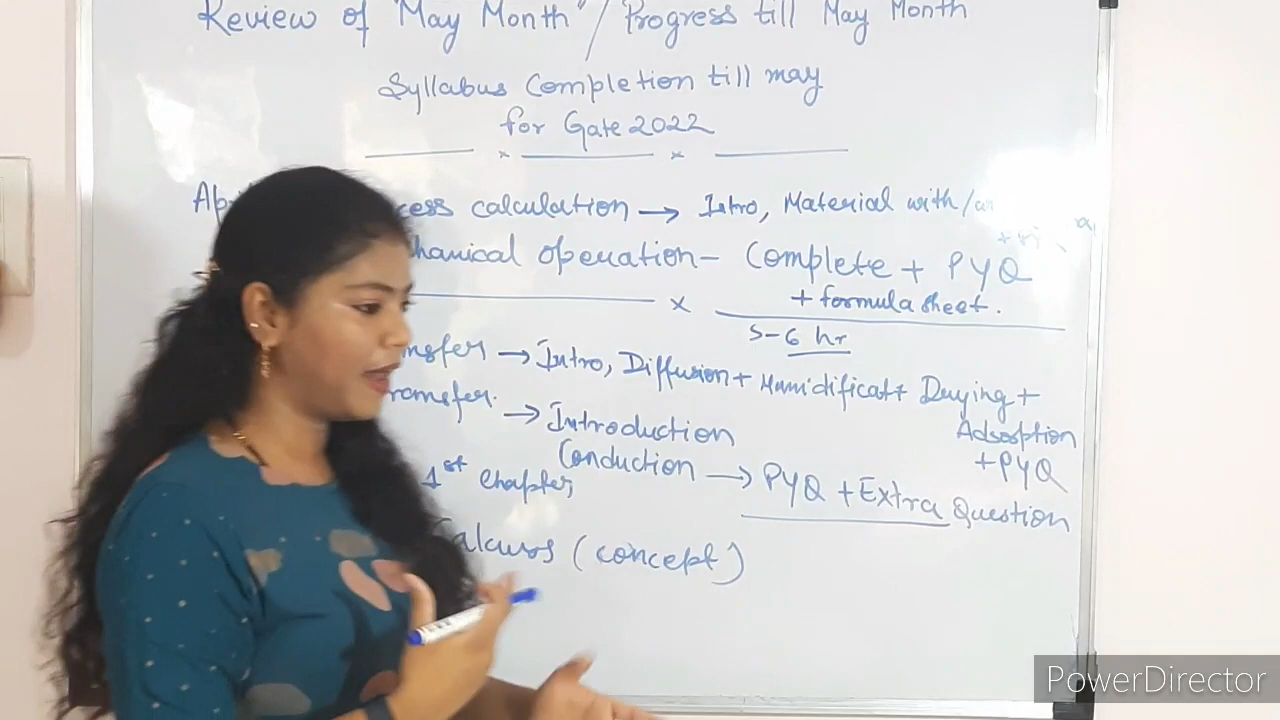 Review of "May Month" / Progress till May Month
Syllabus Completion till may
for Gate 2022
x x
cess calculation → Intro, Material with/
hanical operation - Complete + PYQ
+ formula sheet.
x
5-6 hr
nsfer → Intro, Diffusion + Humidificat + Drying +
Adsorption
+ PYQ
ransfer. → Introduction
Conduction → PYQ + Extra Question
1st Chapter,
Calcuus (concept)
PowerDirector